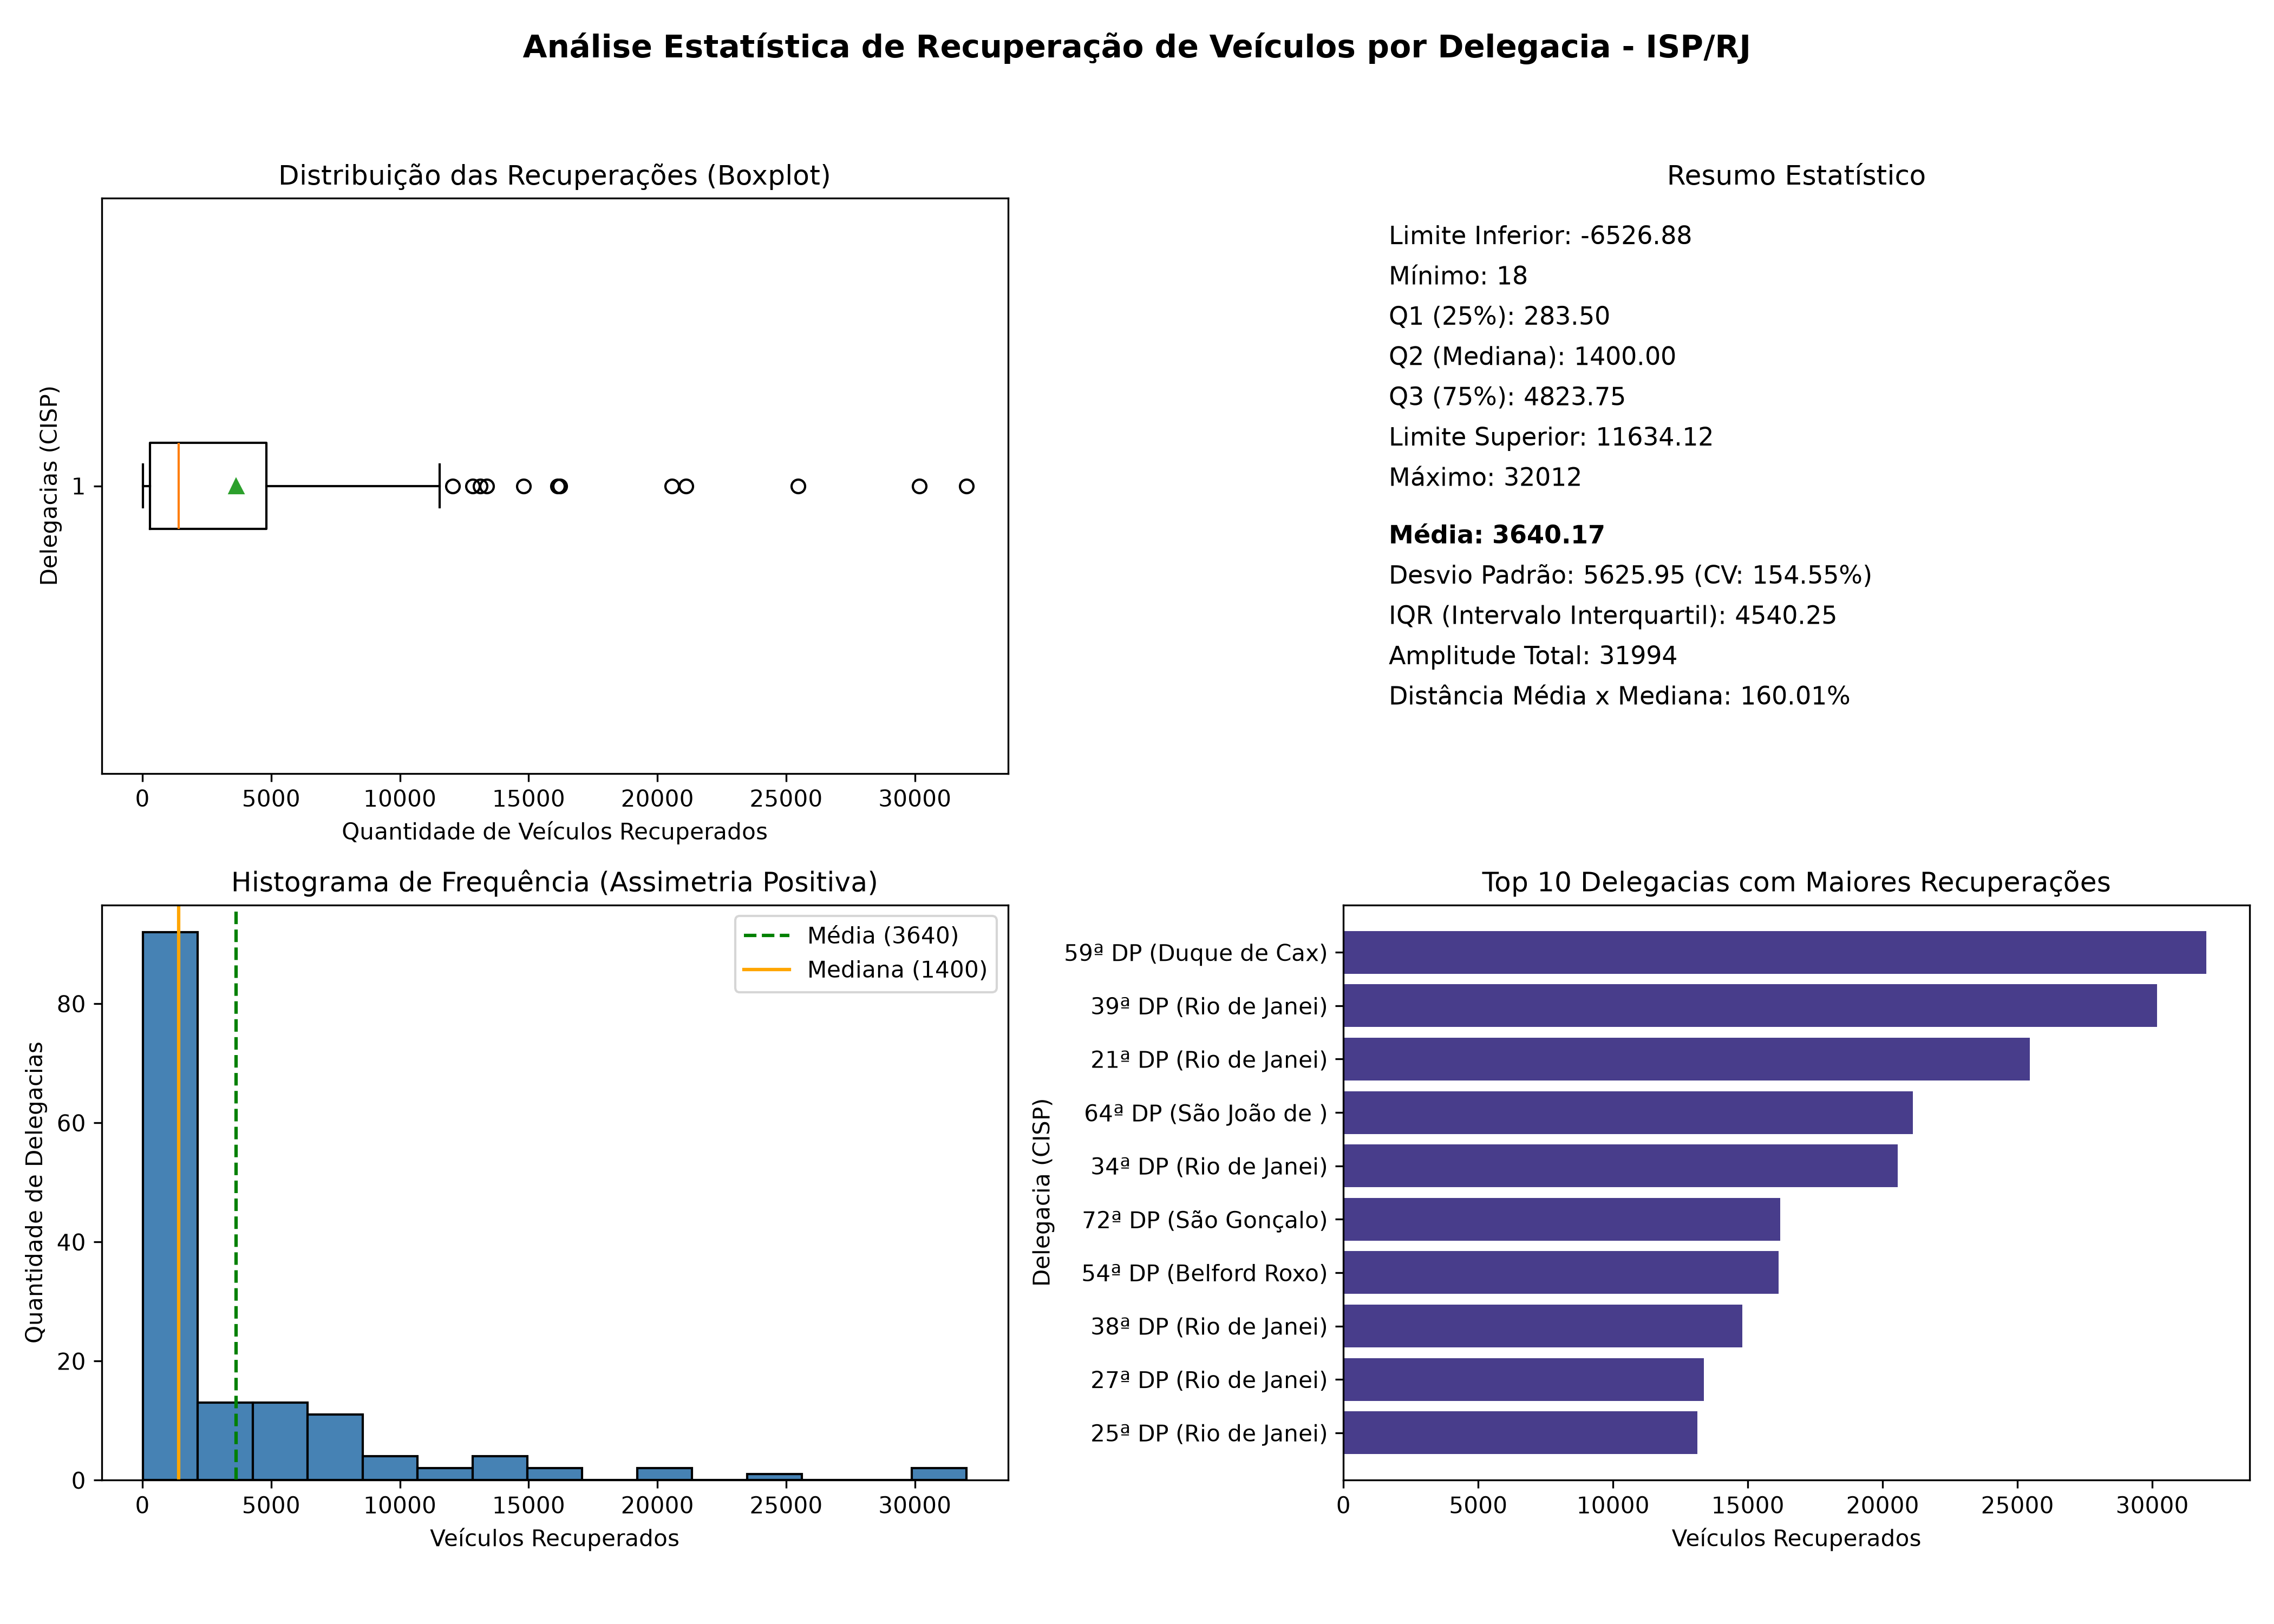 Análise Estatística de Recuperação de Veículos por Delegacia - ISP/RJ
Distribuição das Recuperações (Boxplot)
Delegacias (CISP)
1
0 5000 10000 15000 20000 25000 30000
Quantidade de Veículos Recuperados
Resumo Estatístico
Limite Inferior: -6526.88
Mínimo: 18
Q1 (25%): 283.50
Q2 (Mediana): 1400.00
Q3 (75%): 4823.75
Limite Superior: 11634.12
Máximo: 32012
Média: 3640.17
Desvio Padrão: 5625.95 (CV: 154.55%)
IQR (Intervalo Interquartil): 4540.25
Amplitude Total: 31994
Distância Média x Mediana: 160.01%
Histograma de Frequência (Assimetria Positiva)
Média (3640)
Mediana (1400)
Quantidade de Delegacias
80
60
40
20
0
0 5000 10000 15000 20000 25000 30000
Veículos Recuperados
Top 10 Delegacias com Maiores Recuperações
Delegacia (CISP)
59ª DP (Duque de Cax)
39ª DP (Rio de Janei)
21ª DP (Rio de Janei)
64ª DP (São João de )
34ª DP (Rio de Janei)
72ª DP (São Gonçalo)
54ª DP (Belford Roxo)
38ª DP (Rio de Janei)
27ª DP (Rio de Janei)
25ª DP (Rio de Janei)
0 5000 10000 15000 20000 25000 30000
Veículos Recuperados